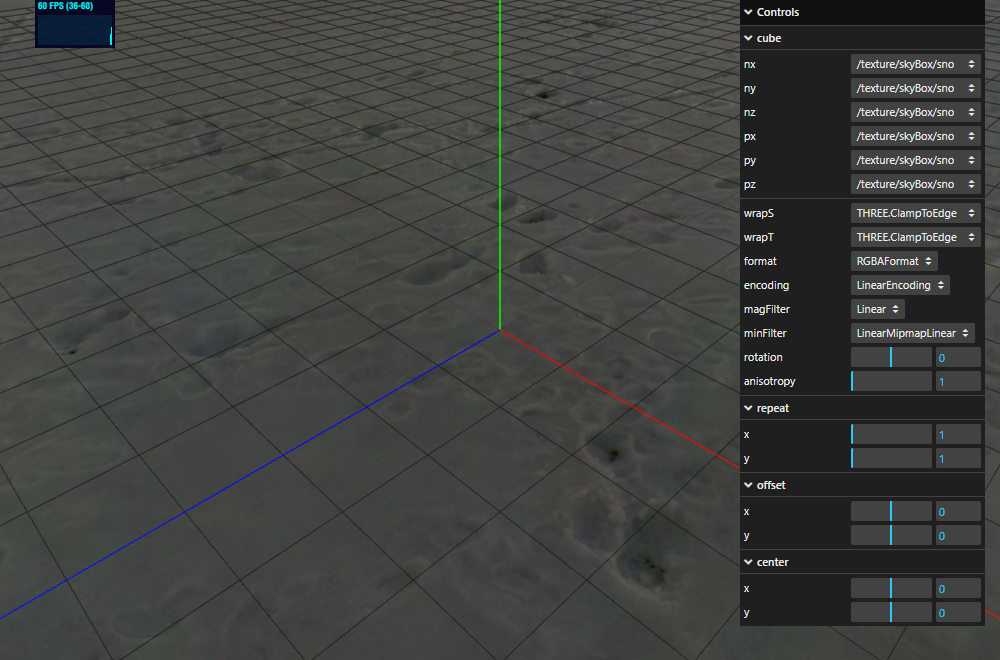 60 FPS (36-60)
Controls
cube
nx /texture/skyBox/sno
ny /texture/skyBox/sno
nz /texture/skyBox/sno
px /texture/skyBox/sno
py /texture/skyBox/sno
pz /texture/skyBox/sno
wrapS THREE.ClampToEdge
wrapT THREE.ClampToEdge
format RGBAFormat
encoding LinearEncoding
magFilter Linear
minFilter LinearMipmapLinear
rotation 0
anisotropy 1
repeat
x 1
y 1
offset
x 0
y 0
center
x 0
y 0